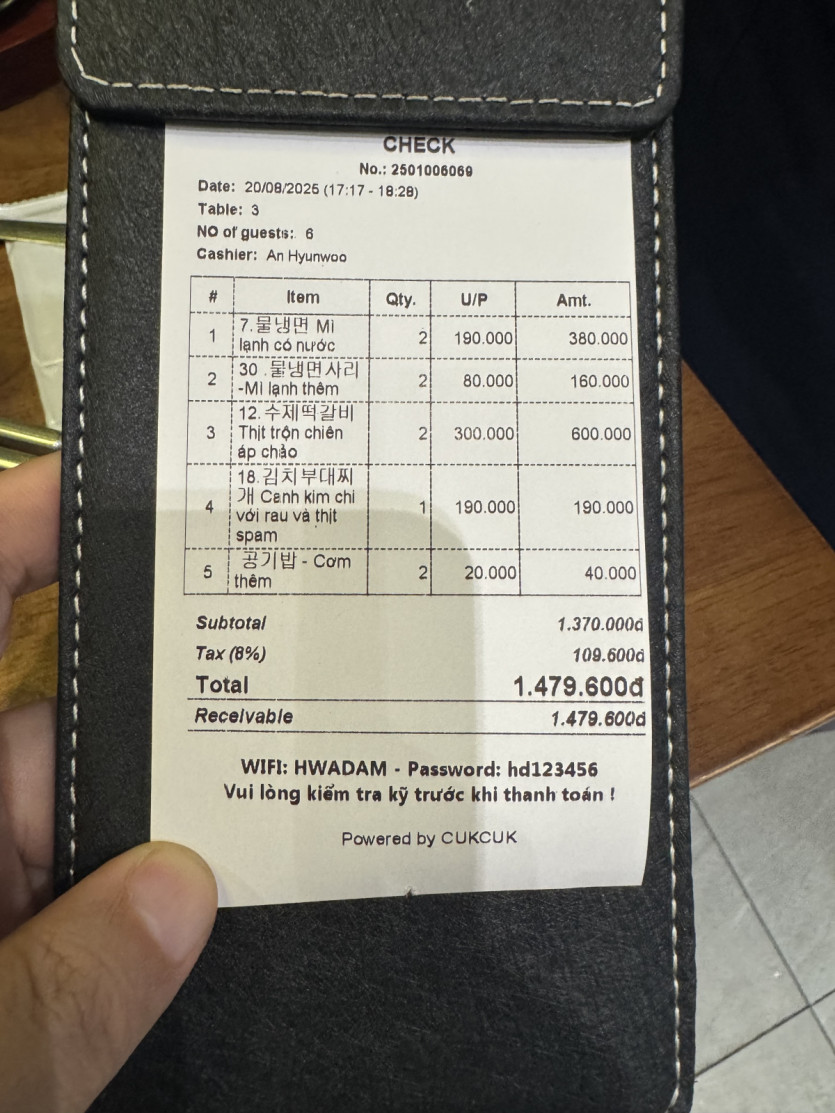 CHECK
No.: 2501006069
Date: 20/08/2025 (17:17 - 18:28)
Table: 3
NO of guests: 6
Cashier: An Hyunwoo
# Item Qty. U/P Amt.
1 7.물냉면 Mì 2 190.000 380.000
lạnh có nước
2 30 .물냉면사리 2 80.000 160.000
-Mì lạnh thêm
3 12.수제떡갈비 2 300.000 600.000
Thịt trộn chiên
áp chảo
4 18.김치부대찌 1 190.000 190.000
개 Canh kim chi
với rau và thịt
spam
5 공기밥 - Cơm 2 20.000 40.000
thêm
Subtotal 1.370.000đ
Tax (8%) 109.600đ
Total 1.479.600đ
Receivable 1.479.600đ
WIFI: HWADAM - Password: hd123456
Vui lòng kiểm tra kỹ trước khi thanh toán !
Powered by CUKCUK